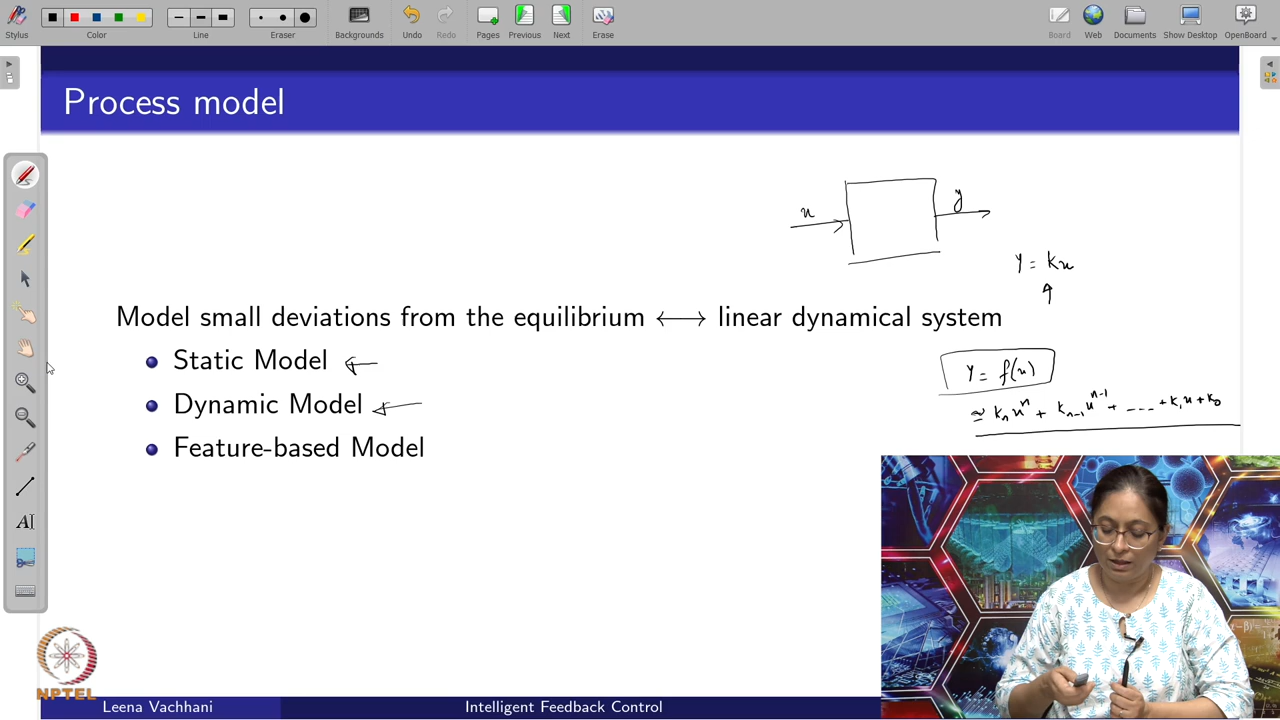 Stylus
Color
Line
Eraser
Backgrounds
Undo
Redo
Pages
Previous
Next
Erase
Board
Web
Documents
Show Desktop
OpenBoard
Process model
u
y
Y = Ku
Model small deviations from the equilibrium ⟷ linear dynamical system
• Static Model
• Dynamic Model
• Feature-based Model
Y = f(u)
≃ Kₙuⁿ + Kₙ₋₁uⁿ⁻¹ + ---- + K₁u + K₀
AI
NPTEL
Leena Vachhani
Intelligent Feedback Control